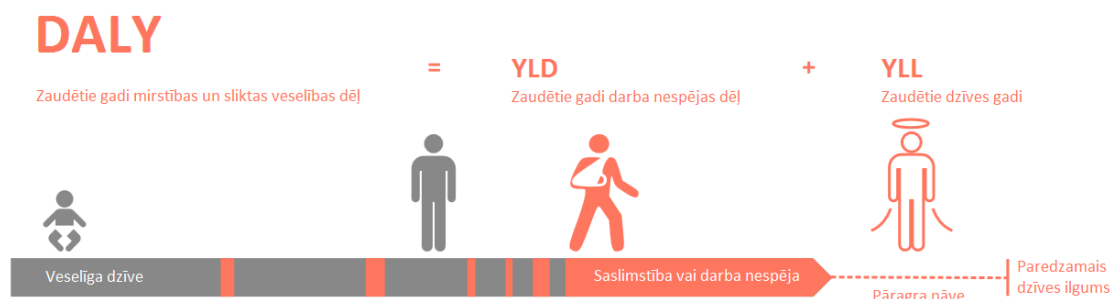 DALY
=
YLD
+
YLL
Zaudētie gadi mirstības un sliktas veselības dēļ
Zaudētie gadi darba nespējas dēļ
Zaudētie dzīves gadi
Veselīga dzīve
Saslimstība vai darba nespēja
Pāragra nāve
Paredzamais
dzīves ilgums